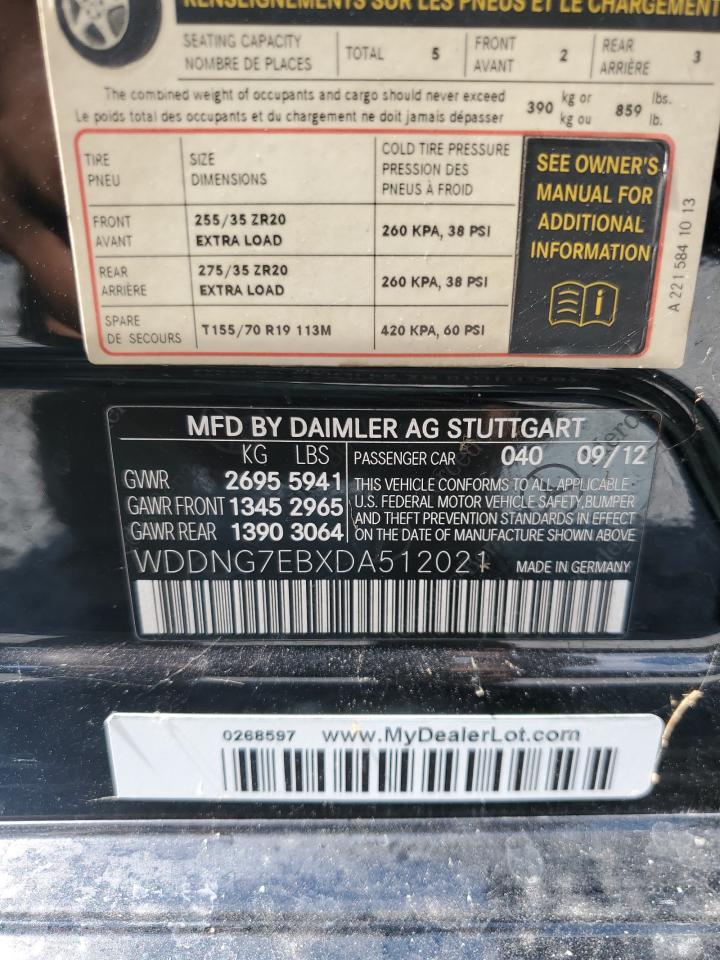 RENSEIGNEMENTS SUR LES PNEUS ET LE CHARGEMENT
SEATING CAPACITY
NOMBRE DE PLACES
TOTAL 5
FRONT
AVANT
2
REAR
ARRIÈRE
3
The combined weight of occupants and cargo should never exceed
Le poids total des occupants et du chargement ne doit jamais dépasser
390 kg or
kg ou
859 lbs.
lb.
TIRE
PNEU
SIZE
DIMENSIONS
COLD TIRE PRESSURE
PRESSION DES
PNEUS À FROID
FRONT
AVANT
255/35 ZR20
EXTRA LOAD
260 KPA, 38 PSI
REAR
ARRIÈRE
275/35 ZR20
EXTRA LOAD
260 KPA, 38 PSI
SPARE
DE SECOURS
T155/70 R19 113M
420 KPA, 60 PSI
SEE OWNER'S
MANUAL FOR
ADDITIONAL
INFORMATION
A 221 584 10 13
MFD BY DAIMLER AG STUTTGART
KG LBS
GVWR 2695 5941
GAWR FRONT 1345 2965
GAWR REAR 1390 3064
PASSENGER CAR 040 09/12
THIS VEHICLE CONFORMS TO ALL APPLICABLE
U.S. FEDERAL MOTOR VEHICLE SAFETY,BUMPER
AND THEFT PREVENTION STANDARDS IN EFFECT
ON THE DATE OF MANUFACTURE SHOWN ABOVE
WDDNG7EBXDA512021
MADE IN GERMANY
0268597 www.MyDealerLot.com